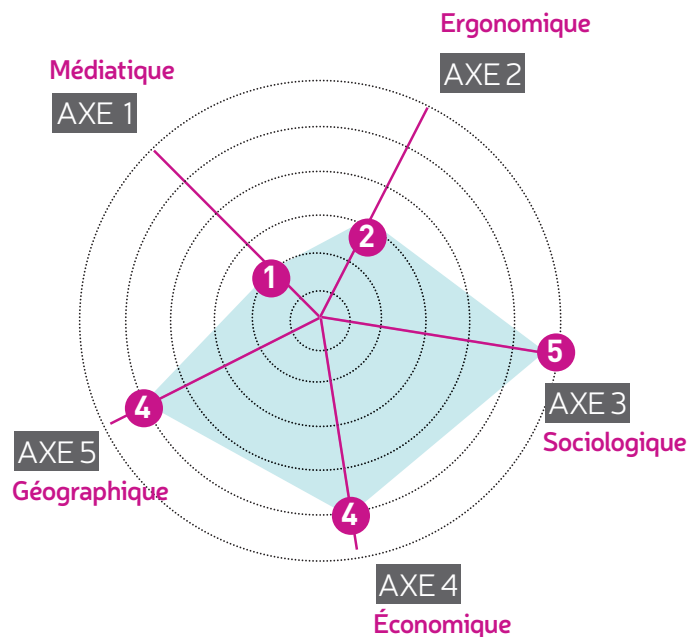 Ergonomique
AXE 2
Médiatique
AXE 1
2
1
5
AXE 3
Sociologique
4
AXE 5
Géographique
4
AXE 4
Économique